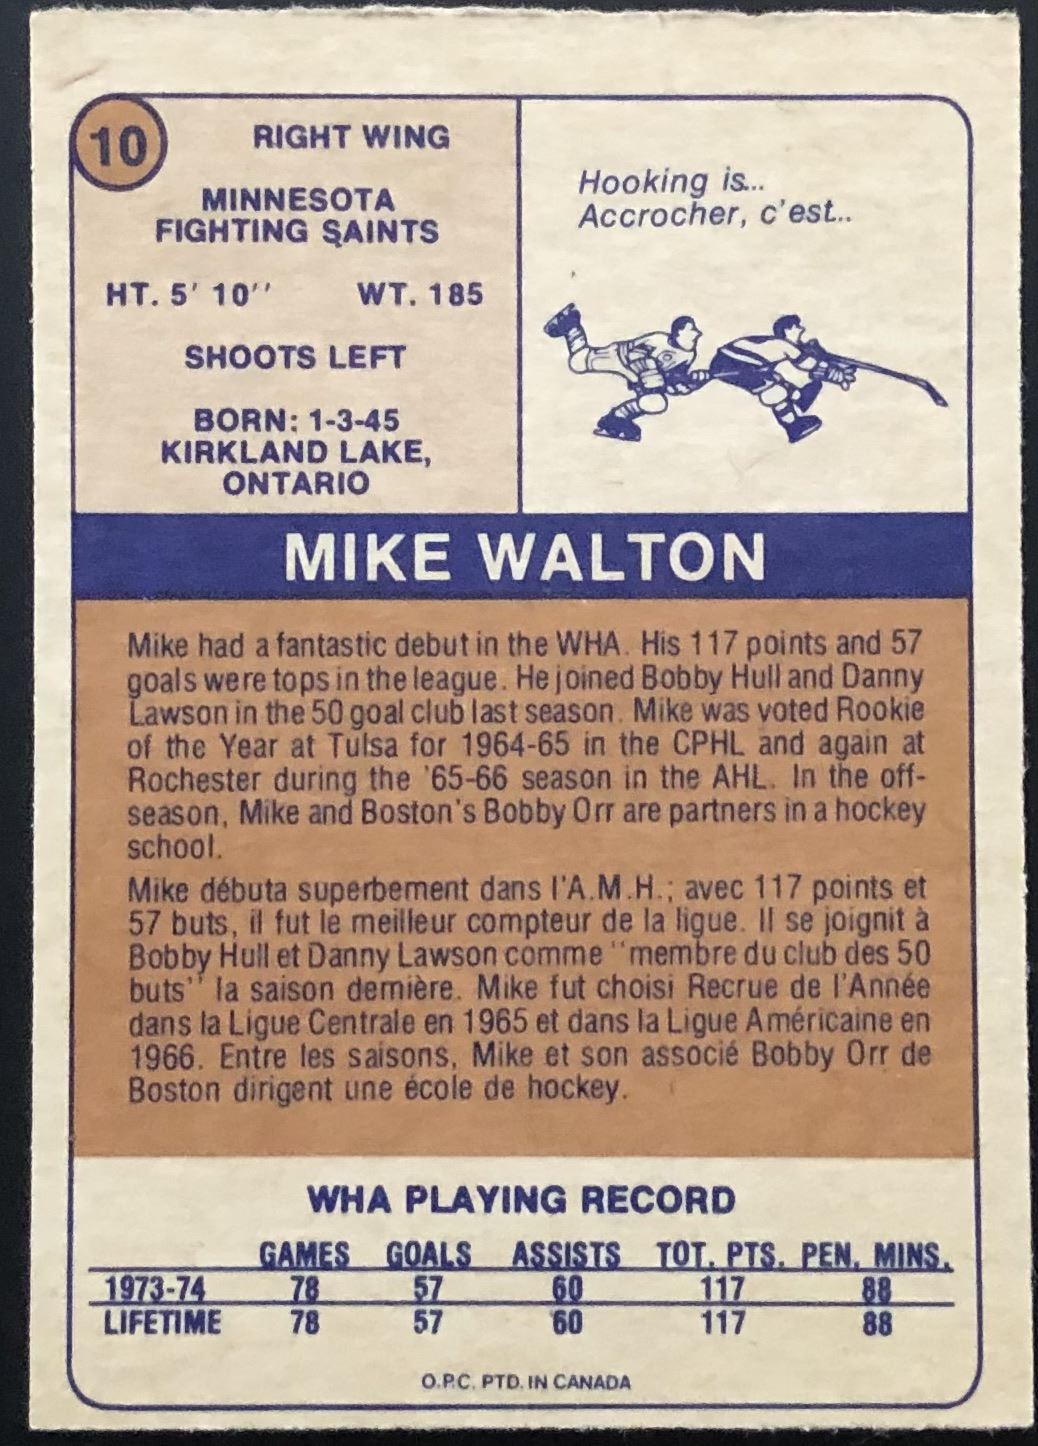 10
RIGHT WING
MINNESOTA
FIGHTING SAINTS
HT. 5' 10'' WT. 185
SHOOTS LEFT
BORN: 1-3-45
KIRKLAND LAKE,
ONTARIO
Hooking is...
Accrocher, c'est...
MIKE WALTON
Mike had a fantastic debut in the WHA. His 117 points and 57
goals were tops in the league. He joined Bobby Hull and Danny
Lawson in the 50 goal club last season. Mike was voted Rookie
of the Year at Tulsa for 1964-65 in the CPHL and again at
Rochester during the '65-66 season in the AHL. In the off-
season, Mike and Boston's Bobby Orr are partners in a hockey
school.
Mike débuta superbement dans l'A.M.H.; avec 117 points et
57 buts, il fut le meilleur compteur de la ligue. Il se joignit à
Bobby Hull et Danny Lawson comme ''membre du club des 50
buts'' la saison dernière. Mike fut choisi Recrue de l'Année
dans la Ligue Centrale en 1965 et dans la Ligue Américaine en
1966. Entre les saisons, Mike et son associé Bobby Orr de
Boston dirigent une école de hockey.
WHA PLAYING RECORD
GAMES GOALS ASSISTS TOT. PTS. PEN. MINS.
1973-74 78 57 60 117 88
LIFETIME 78 57 60 117 88
O.P.C. PTD. IN CANADA